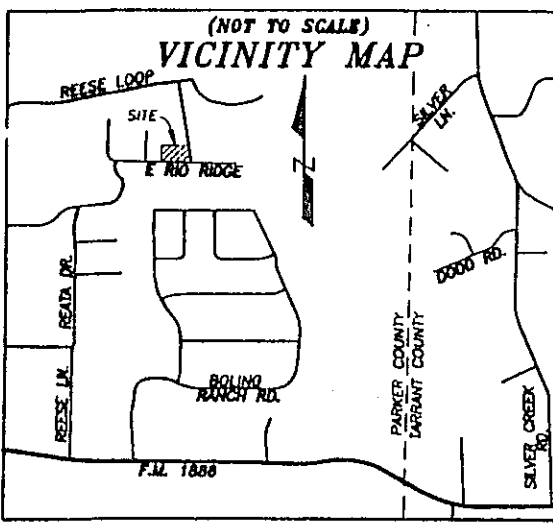 (NOT TO SCALE)
VICINITY MAP
REESE LOOP
SITE
E RIO RIDGE
SILVER
LN.
N
DODD RD.
REATA DR.
PARKER COUNTY
TARRANT COUNTY
REESE LN.
BOLING
RANCH RD.
SILVER CREEK
RD.
F.M. 1886